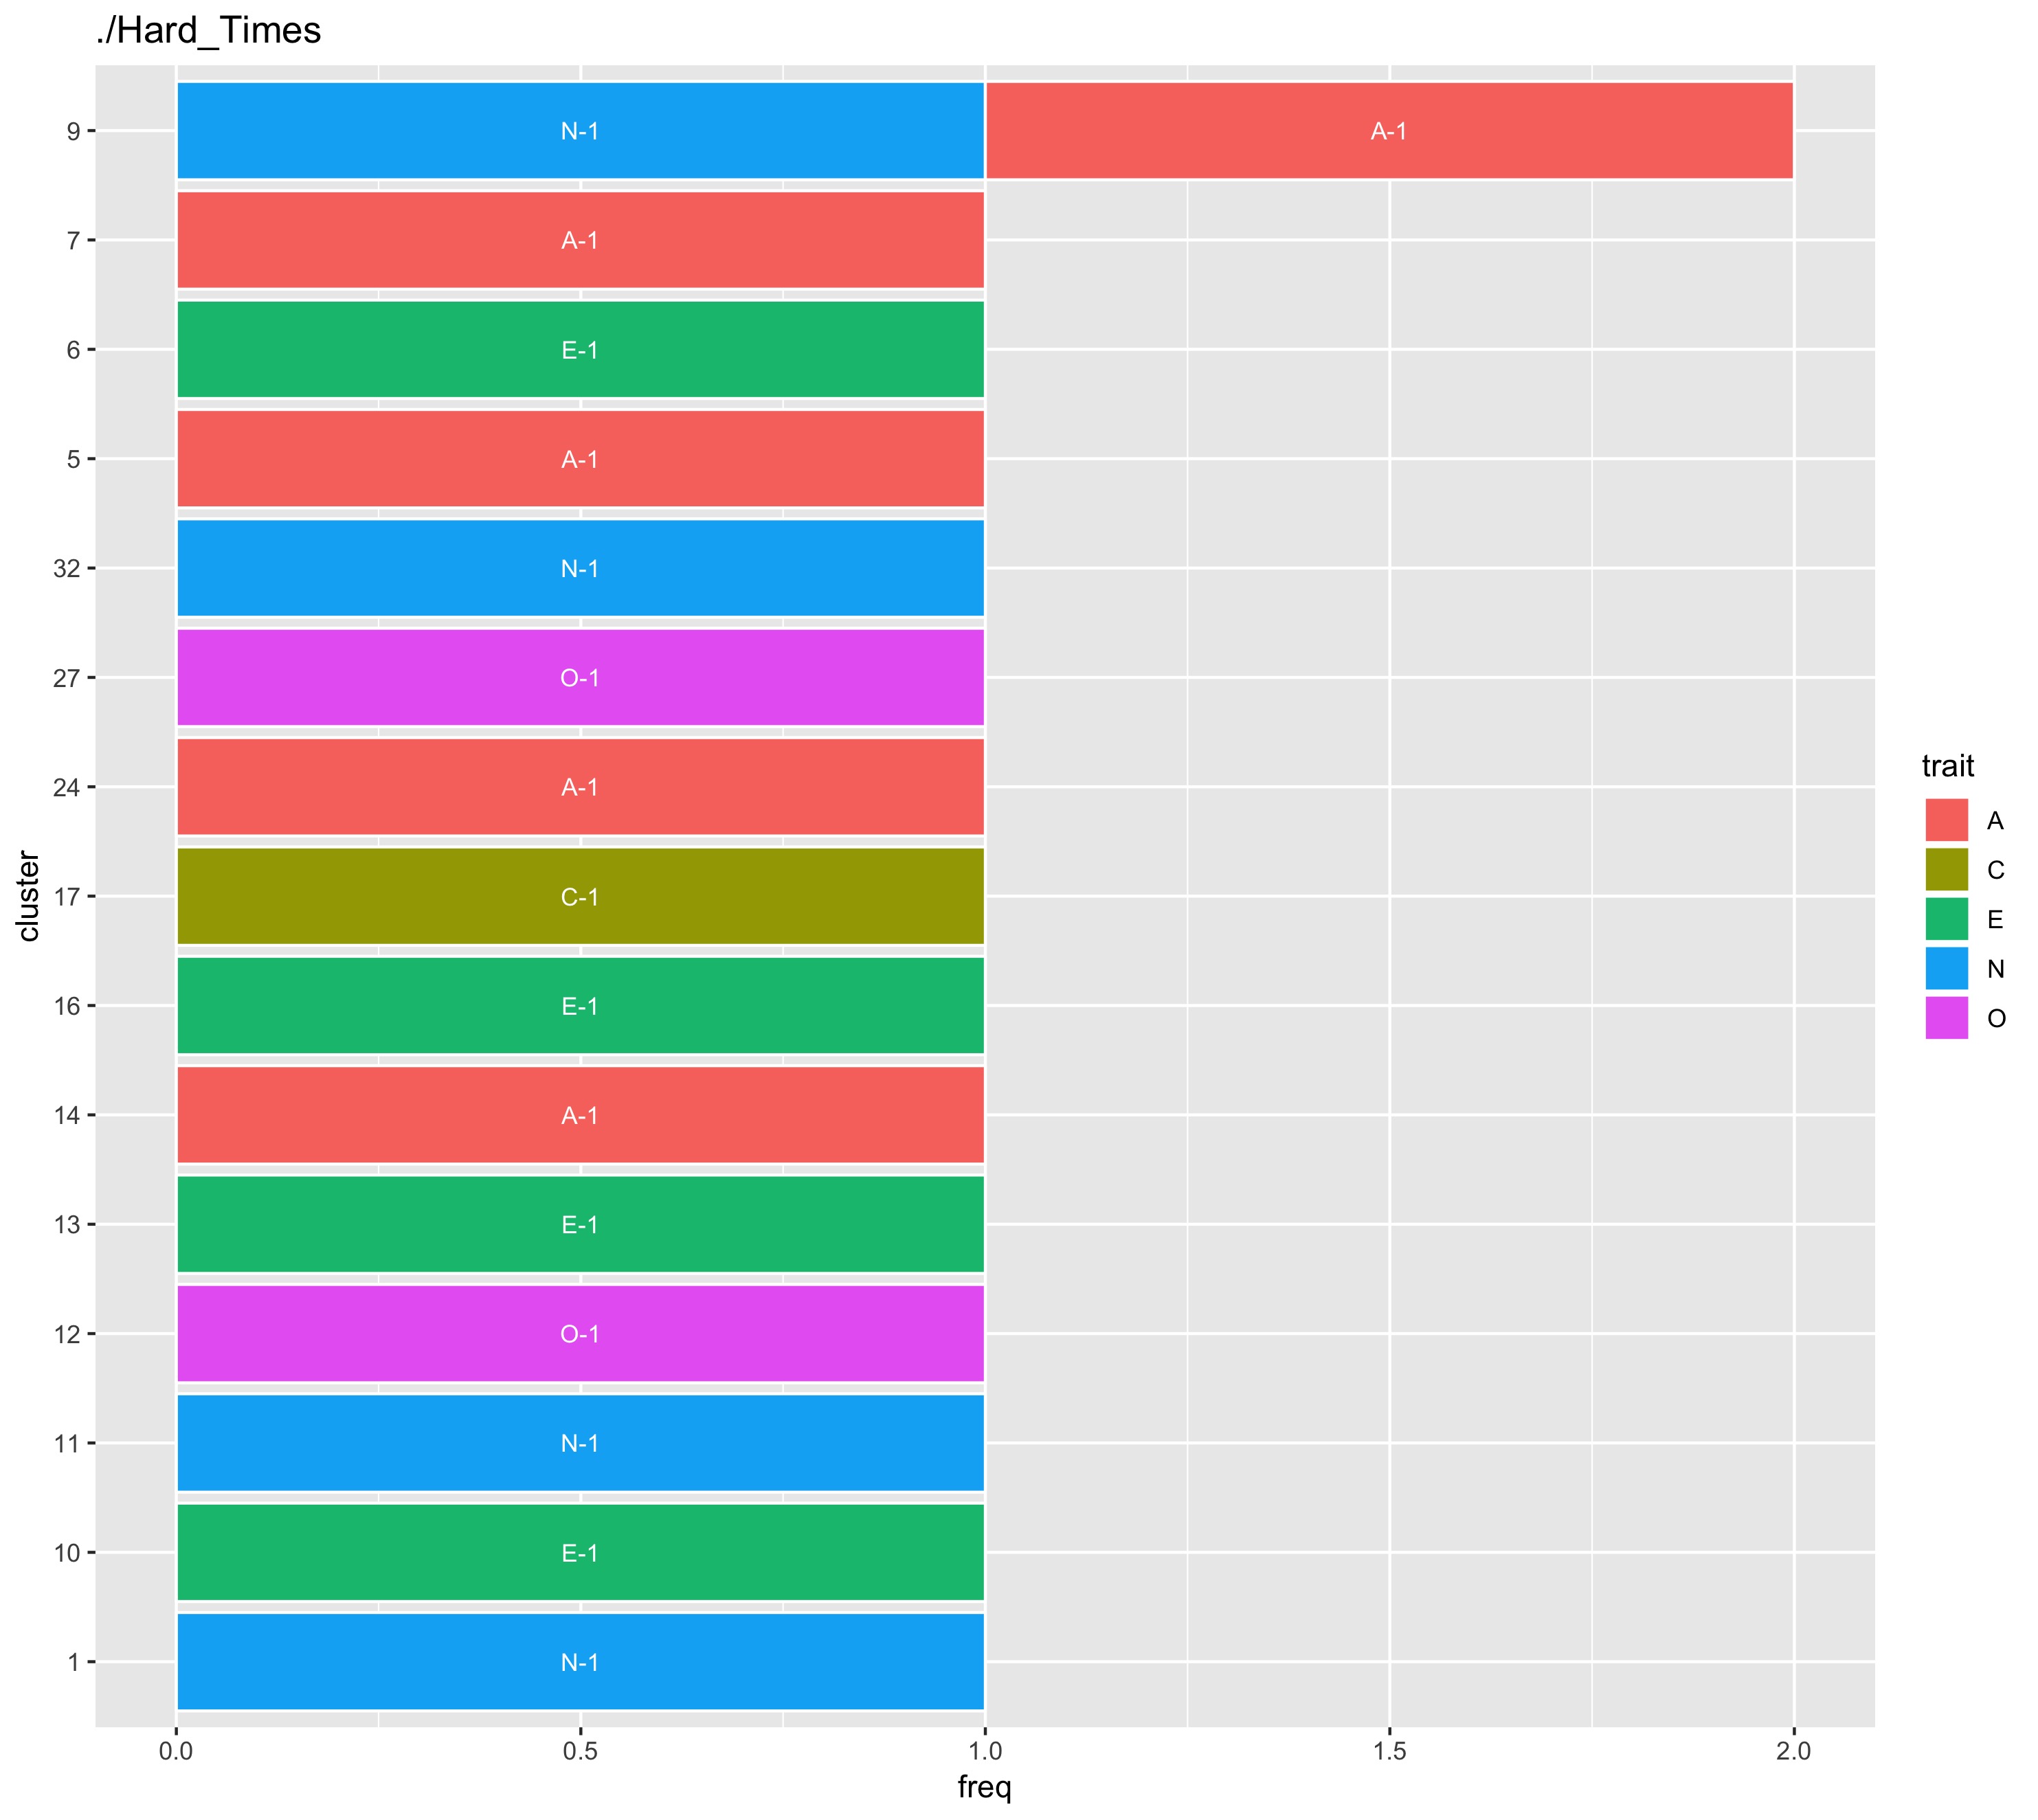 ./Hard_Times
9 N-1 A-1
7 A-1
6 E-1
5 A-1
32 N-1
27 O-1
24 A-1
17 C-1
16 E-1
14 A-1
13 E-1
12 O-1
11 N-1
10 E-1
1 N-1
0.0 0.5 1.0 1.5 2.0
freq
cluster
trait
A
C
E
N
O